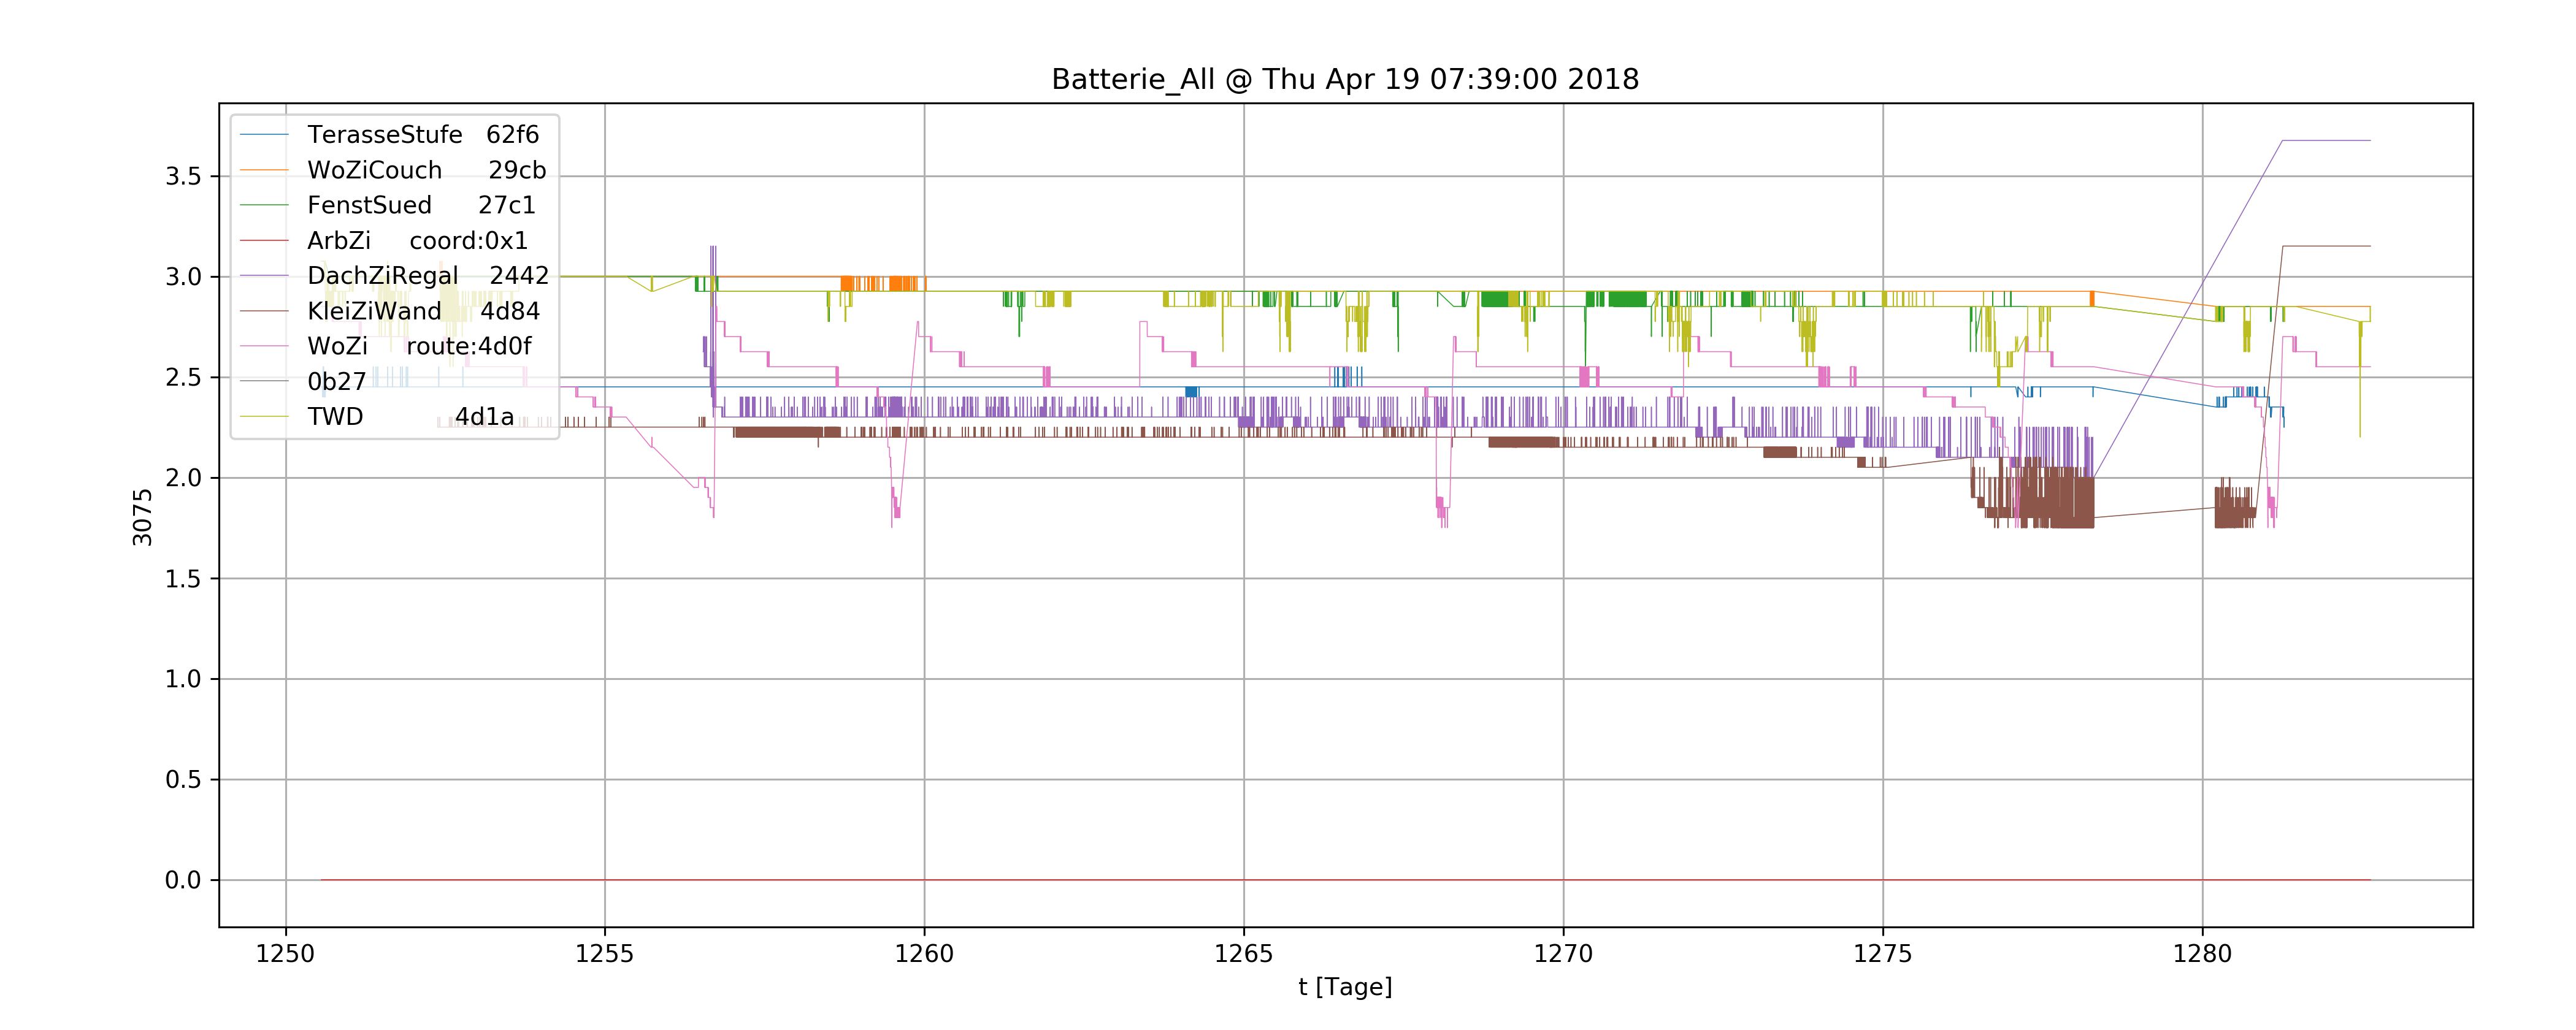 Batterie_All @ Thu Apr 19 07:39:00 2018
TerasseStufe 62f6
WoZiCouch 29cb
FenstSued 27c1
ArbZi coord:0x1
DachZiRegal 2442
KleiZiWand 4d84
WoZi route:4d0f
0b27
TWD 4d1a
3.5
3.0
2.5
2.0
1.5
1.0
0.5
0.0
3075
1250 1255 1260 1265 1270 1275 1280
t [Tage]